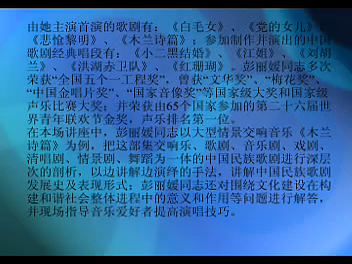 由她主演首演的歌剧有：《白毛女》、《党的女儿》、
《悲怆黎明》、《木兰诗篇》；参加制作并演出的中国
歌剧经典唱段有：《小二黑结婚》、《江姐》、《刘胡
兰》、《洪湖赤卫队》、《红珊瑚》。彭丽媛同志多次
荣获“全国五个一工程奖”，曾获“文华奖”、“梅花奖”、
“中国金唱片奖”、“国家音像奖”等国家级大奖和国家级
声乐比赛大奖；并荣获由65个国家参加的第二十六届世
界青年联欢节金奖，声乐排名第一位。
在本场讲座中，彭丽媛同志以大型情景交响音乐《木兰
诗篇》为例，把这部集交响乐、歌剧、音乐剧、戏剧、
清唱剧、情景剧、舞蹈为一体的中国民族歌剧进行深层
次的剖析，以边讲解边演绎的手法，讲解中国民族歌剧
发展史及表现形式；彭丽媛同志还对围绕文化建设在构
建和谐社会整体进程中的意义和作用等问题进行解答，
并现场指导音乐爱好者提高演唱技巧。